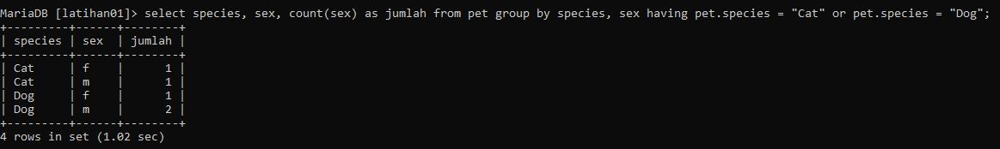 MariaDB [latihan01]> select species, sex, count(sex) as jumlah from pet group by species, sex having pet.species = "Cat" or pet.species = "Dog";
+---------+------+--------+
| species | sex  | jumlah |
+---------+------+--------+
| Cat     | f    |      1 |
| Cat     | m    |      1 |
| Dog     | f    |      1 |
| Dog     | m    |      2 |
+---------+------+--------+
4 rows in set (1.02 sec)